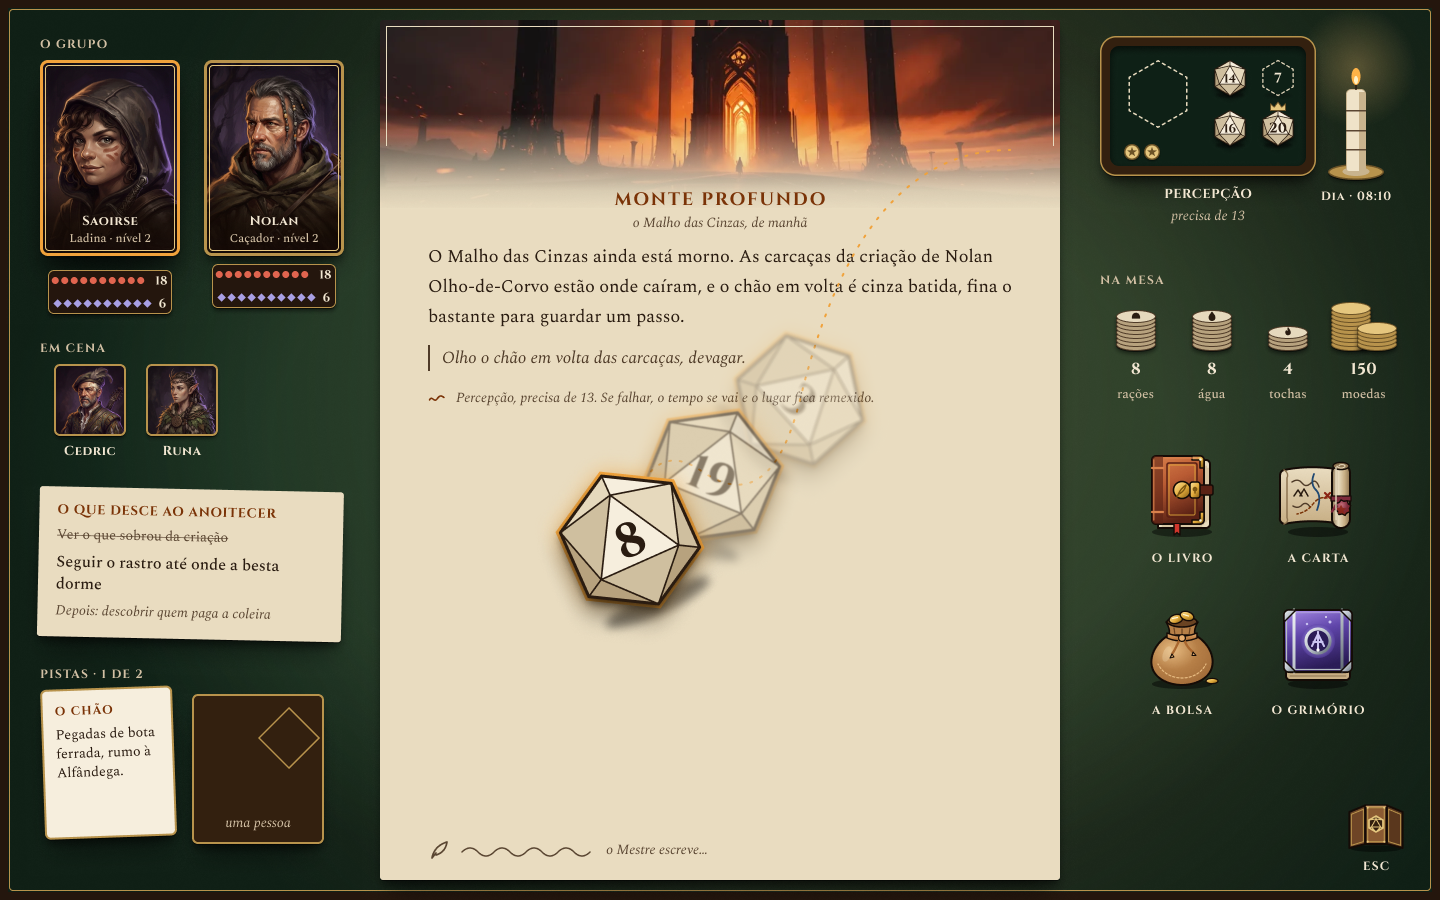 O GRUPO
SAOIRSE
Ladina · nível 2
18
6
NOLAN
Caçador · nível 2
18
6
EM CENA
CEDRIC
RUNA
O QUE DESCE AO ANOITECER
Ver o que sobrou da criação
Seguir o rastro até onde a besta
dorme
Depois: descobrir quem paga a coleira
PISTAS · 1 DE 2
O CHÃO
Pegadas de bota
ferrada, rumo à
Alfândega.
uma pessoa
MONTE PROFUNDO
o Malho das Cinzas, de manhã
O Malho das Cinzas ainda está morno. As carcaças da criação de Nolan
Olho-de-Corvo estão onde caíram, e o chão em volta é cinza batida, fina o
bastante para guardar um passo.
Olho o chão em volta das carcaças, devagar.
Percepção, precisa de 13. Se falhar, o tempo se vai e o lugar fica remexido.
19
8
o Mestre escreve...
14
7
16
20
PERCEPÇÃO
precisa de 13
DIA · 08:10
NA MESA
8
rações
8
água
4
tochas
150
moedas
O LIVRO
A CARTA
A BOLSA
O GRIMÓRIO
ESC